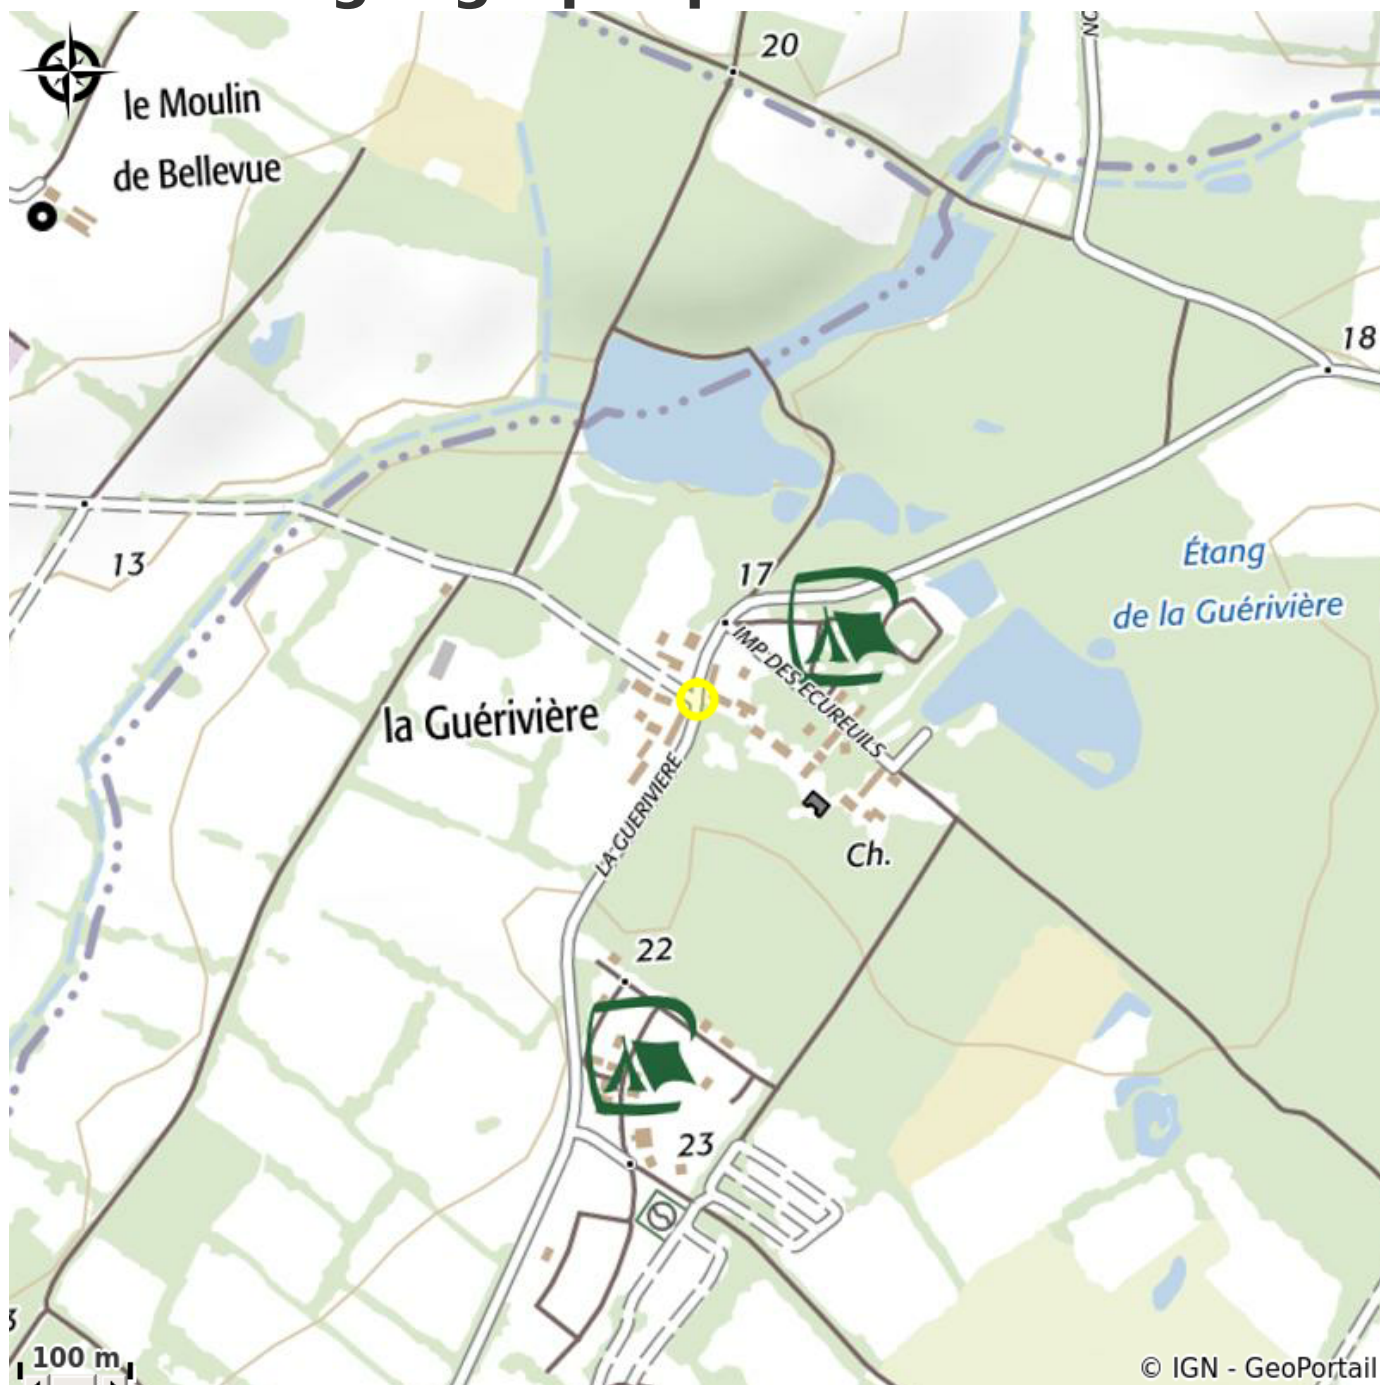 20
le Moulin
de Bellevue
18
13
17
Étang
de la Guérivière
IMP DES ECUREUILS
la Guérivière
LA GUERIVIERE
Ch.
22
23
100 m
© IGN - GeoPortail